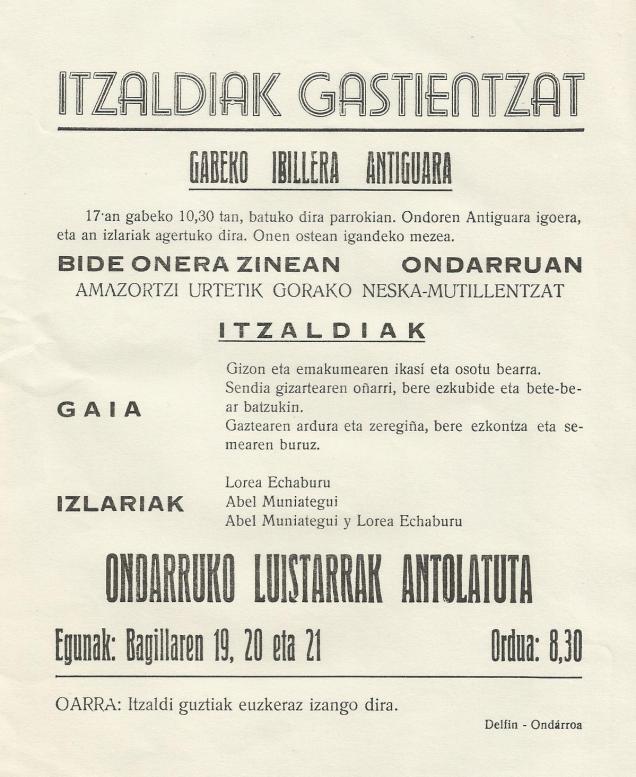 ITZALDIAK GASTIENTZAT
GABEKO IBILLERA ANTIGUARA
17'an gabeko 10,30 tan, batuko dira parrokian. Ondoren Antiguara igoera,
eta an izlariak agertuko dira. Onen ostean igandeko mezea.
BIDE ONERA ZINEAN ONDARRUAN
AMAZORTZI URTETIK GORAKO NESKA-MUTILLENTZAT
ITZALDIAK
GAIA
Gizon eta emakumearen ikasí eta osotu bearra.
Sendia gizartearen oñarri, bere ezkubide eta bete-be-
ar batzukin.
Gaztearen ardura eta zeregiña, bere ezkontza eta se-
mearen buruz.
IZLARIAK
Lorea Echaburu
Abel Muniategui
Abel Muniategui y Lorea Echaburu
ONDARRUKO LUISTARRAK ANTOLATUTA
Egunak: Bagillaren 19, 20 eta 21 Ordua: 8,30
OARRA: Itzaldi guztiak euzkeraz izango dira.
Delfin - Ondárroa